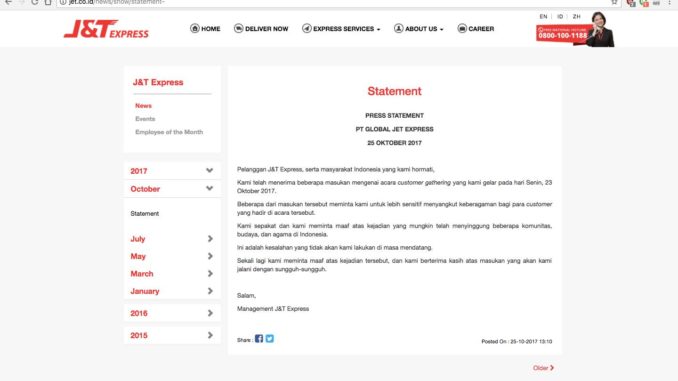 jet.co.id/news/show/statement-
J&T EXPRESS
HOME
DELIVER NOW
EXPRESS SERVICES
ABOUT US
CAREER
EN | ID | ZH
0800-100-1188
J&T Express
News
Events
Employee of the Month
2017
October
Statement
July
May
March
January
2016
2015
Statement
PRESS STATEMENT
PT GLOBAL JET EXPRESS
25 OKTOBER 2017
Pelanggan J&T Express, serta masyarakat Indonesia yang kami hormati,
Kami telah menerima beberapa masukan mengenai acara customer gathering yang kami gelar pada hari Senin, 23
Oktober 2017.
Beberapa dari masukan tersebut meminta kami untuk lebih sensitif menyangkut keberagaman bagi para customer
yang hadir di acara tersebut.
Kami sepakat dan kami meminta maaf atas kejadian yang mungkin telah menyinggung beberapa komunitas,
budaya, dan agama di Indonesia.
Ini adalah kesalahan yang tidak akan kami lakukan di masa mendatang.
Sekali lagi kami meminta maaf atas kejadian tersebut, dan kami berterima kasih atas masukan yang akan kami
jalani dengan sungguh-sungguh.
Salam,
Management J&T Express
Share :
Posted On : 25-10-2017 13:10
Older